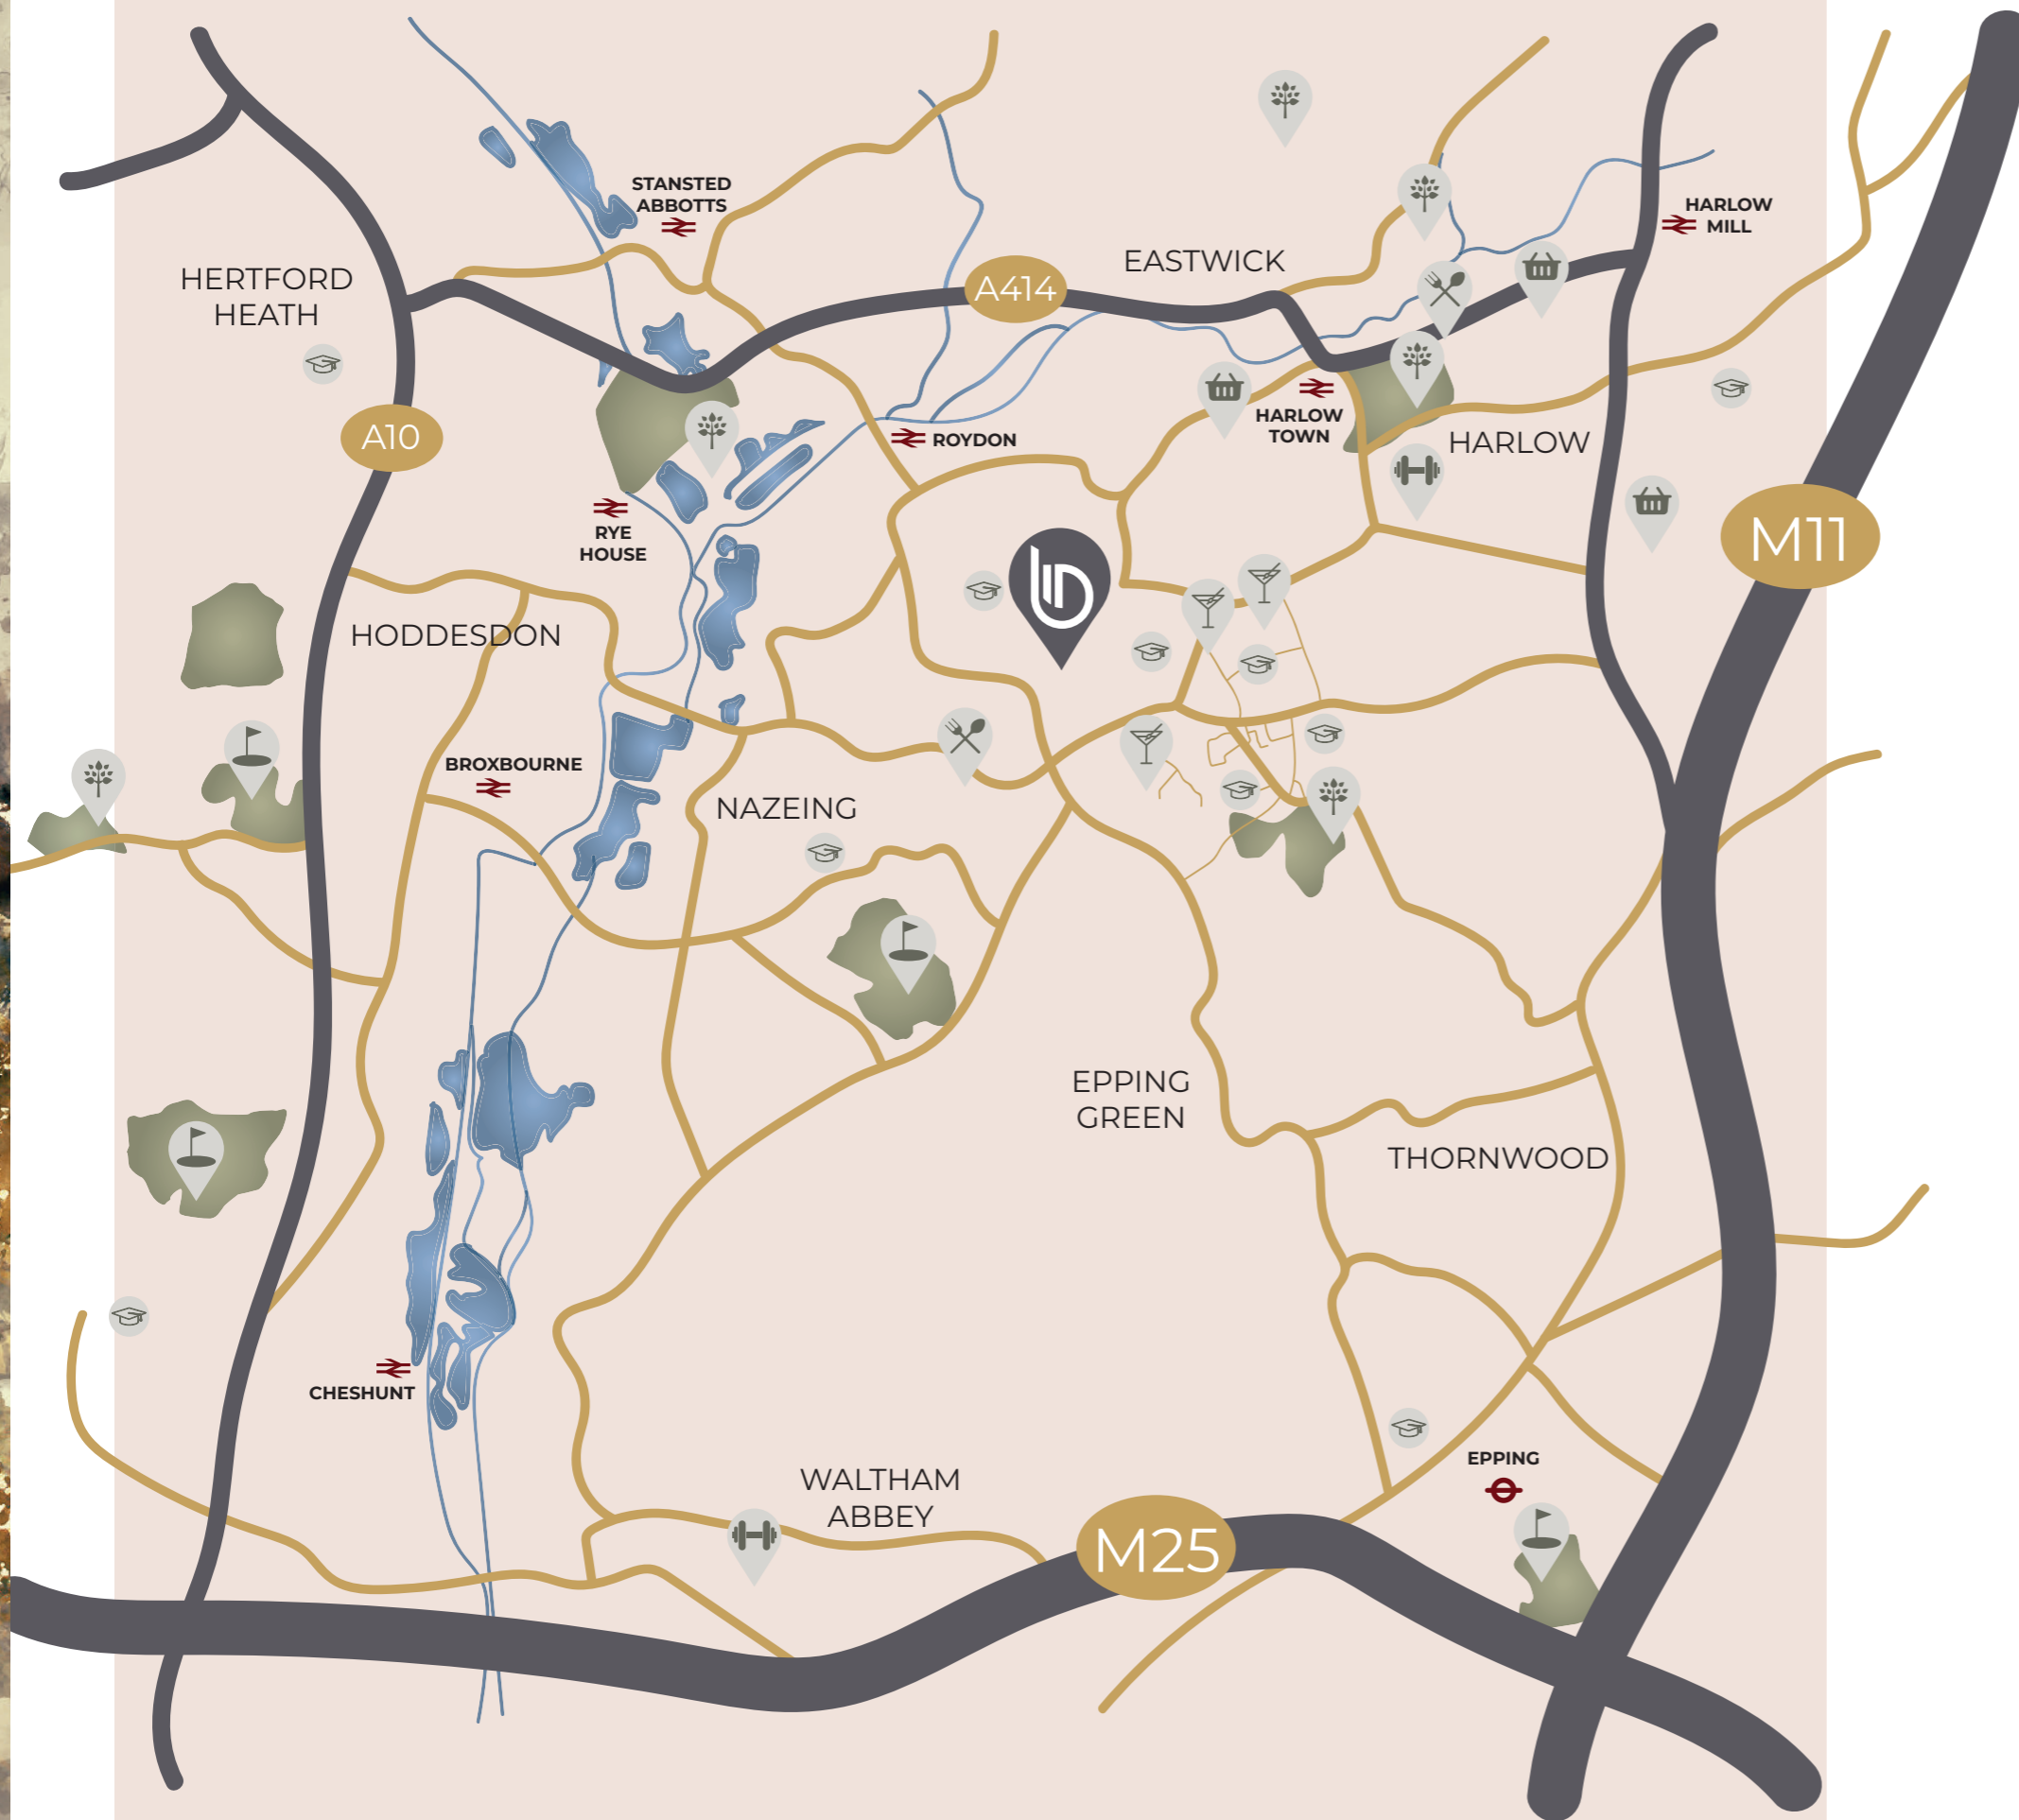 STANSTED
ABBOTTS
HARLOW
MILL
EASTWICK
HERTFORD
HEATH
A414
HARLOW
TOWN
A10
ROYDON
HARLOW
RYE
HOUSE
M11
HODDESDON
BROXBOURNE
NAZEING
EPPING
GREEN
THORNWOOD
CHESHUNT
EPPING
WALTHAM
ABBEY
M25